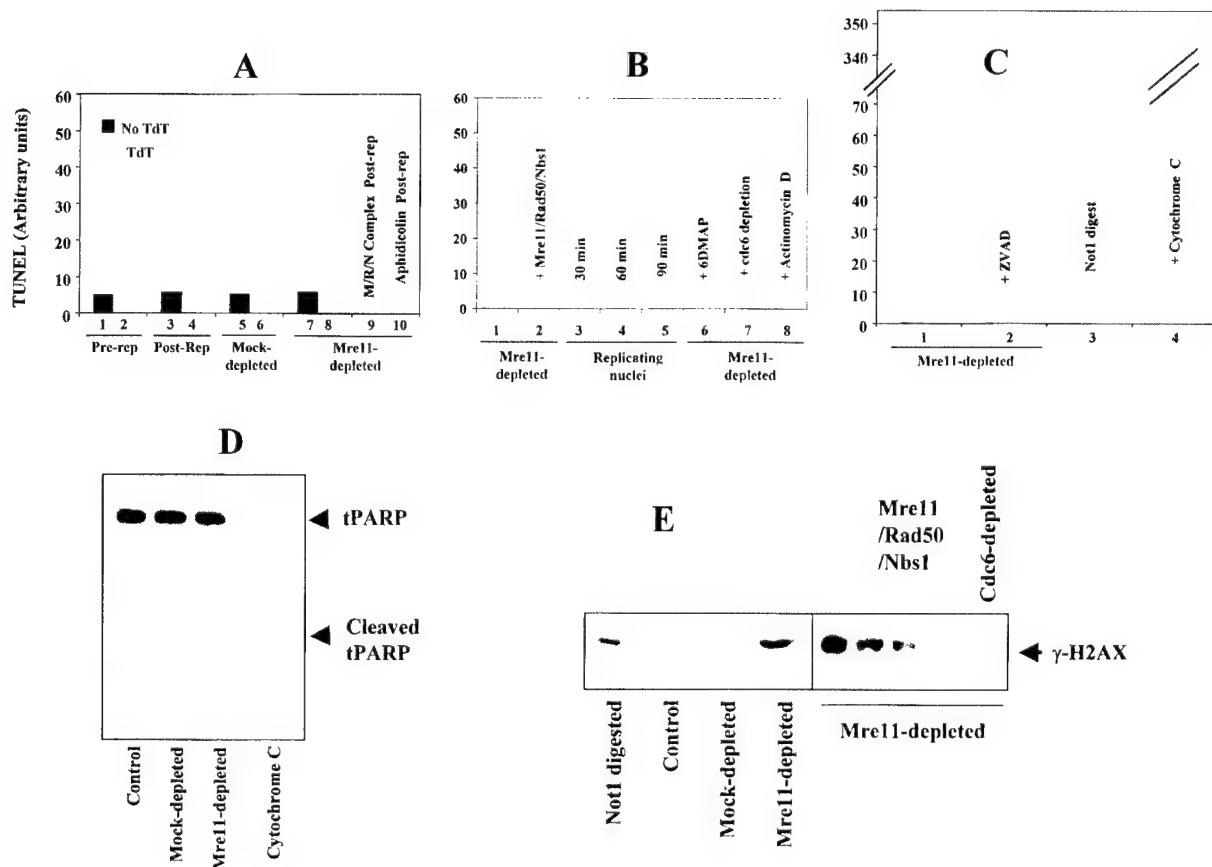 A
TUNEL (Arbitrary units)
60
50
40
30
20
10
0
No TdT
TdT
M/R/N Complex Post-rep
Aphidicolin Post-rep
1 2 3 4 5 6 7 8 9 10
Pre-rep Post-Rep Mock-depleted Mre11-depleted
B
60
50
40
30
20
10
0
+ Mre11/Rad50/Nbs1
30 min
60 min
90 min
+ 6DMAP
+ cdc6 depletion
+ Actinomycin D
1 2 3 4 5 6 7 8
Mre11-depleted Replicating nuclei Mre11-depleted
C
350
340
70
60
50
40
30
20
10
0
+ ZVAD
Not1 digest
+ Cytochrome C
1 2 3 4
Mre11-depleted
D
tPARP
Cleaved
tPARP
Control
Mock-depleted
Mre11-depleted
Cytochrome C
E
Mre11
/Rad50
/Nbs1
Cdc6-depleted
γ-H2AX
Not1 digested
Control
Mock-depleted
Mre11-depleted
Mre11-depleted